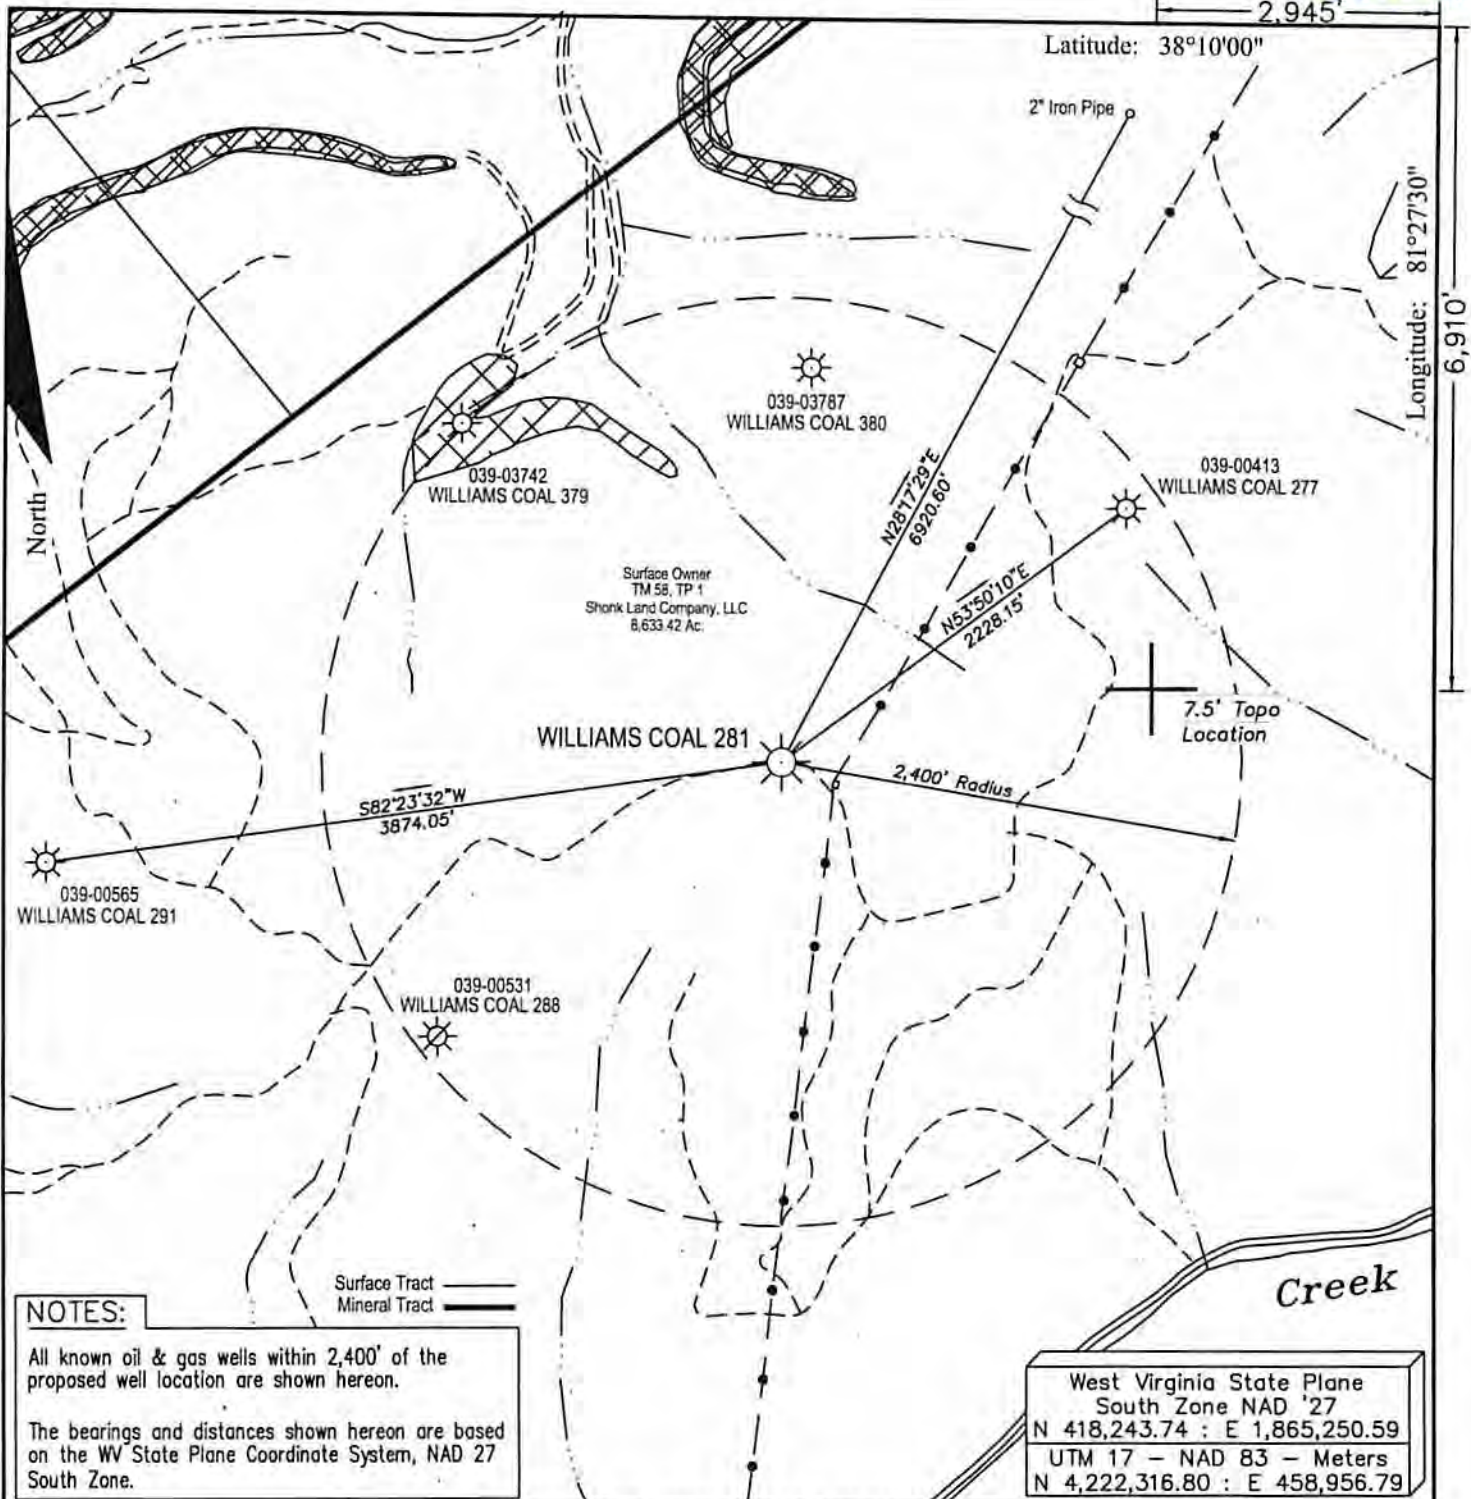 2,945'
Latitude: 38°10'00"
2" Iron Pipe
Longitude: 81°27'30"
6,910'
039-03787
WILLIAMS COAL 380
039-03742
WILLIAMS COAL 379
039-00413
WILLIAMS COAL 277
N28°17'29"E
6920.60'
North
Surface Owner
TM 58, TP 1
Shonk Land Company, LLC
8,633.42 Ac.
N53°50'10"E
2228.15'
7.5' Topo
Location
WILLIAMS COAL 281
2,400' Radius
S82°23'32"W
3874.05'
039-00565
WILLIAMS COAL 291
039-00531
WILLIAMS COAL 288
Surface Tract
Mineral Tract
Creek
NOTES:
All known oil & gas wells within 2,400' of the
proposed well location are shown hereon.
The bearings and distances shown hereon are based
on the WV State Plane Coordinate System, NAD 27
South Zone.
West Virginia State Plane
South Zone NAD '27
N 418,243.74 : E 1,865,250.59
UTM 17 - NAD 83 - Meters
N 4,222,316.80 : E 458,956.79